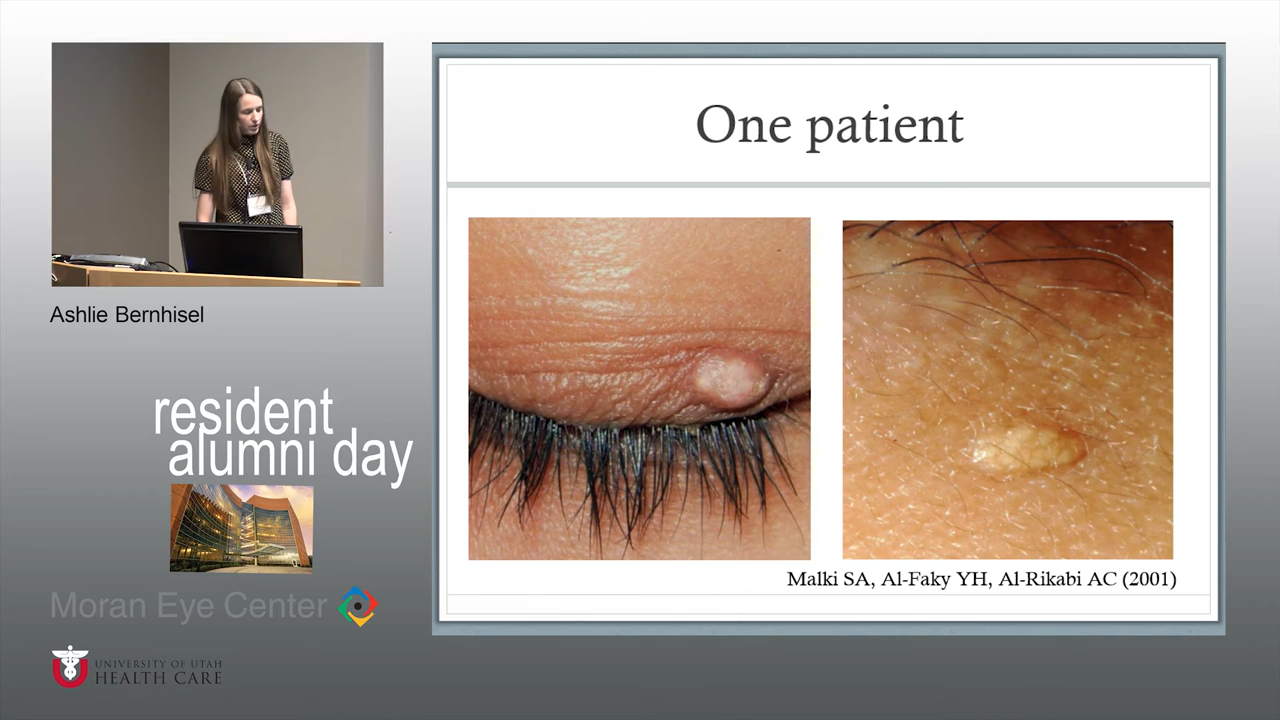 One patient
Malki SA, Al-Faky YH, Al-Rikabi AC (2001)
Ashlie Bernhisel
resident
alumni day
Moran Eye Center
UNIVERSITY OF UTAH
HEALTH CARE